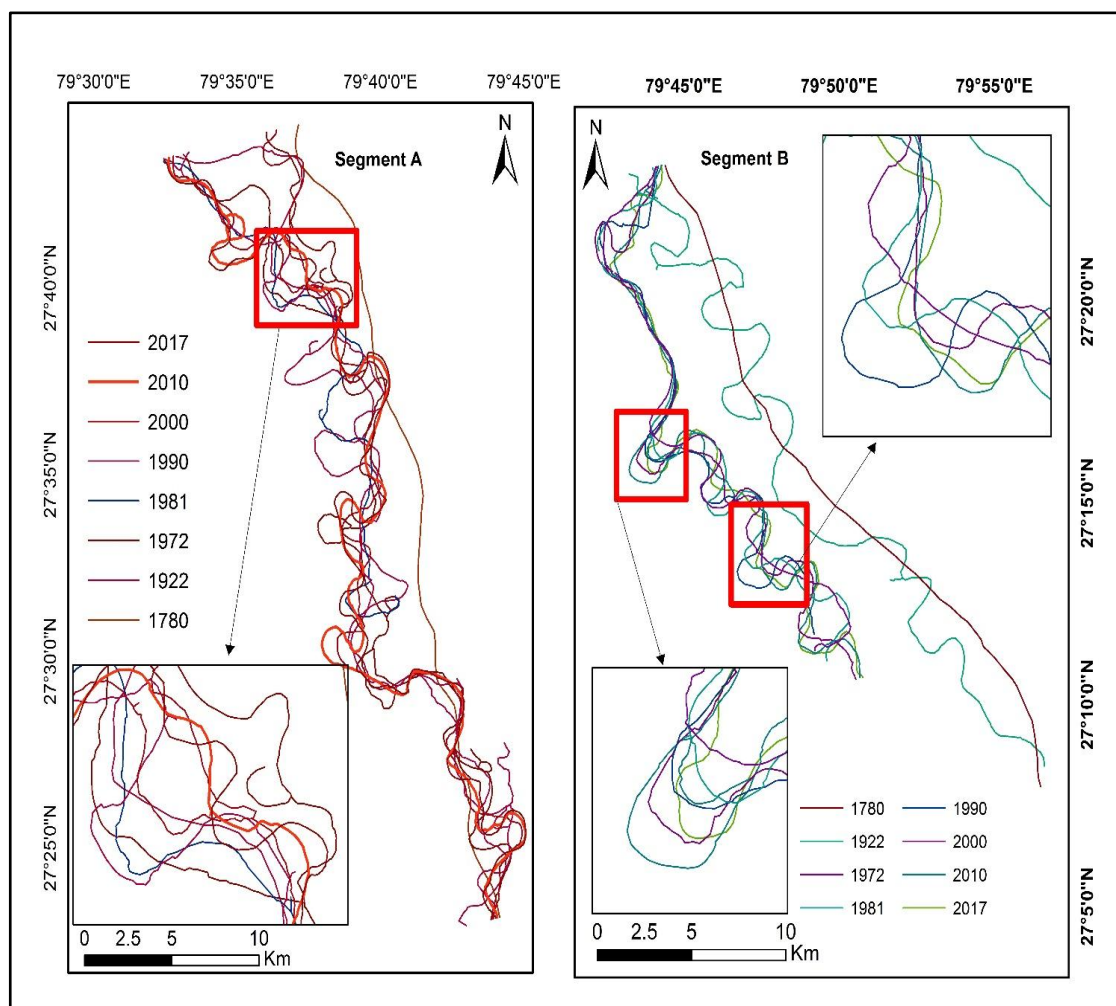 79°30'0"E 79°35'0"E 79°40'0"E 79°45'0"E
N
Segment A
27°40'0"N
27°35'0"N
27°30'0"N
27°25'0"N
2017
2010
2000
1990
1981
1972
1922
1780
0 2.5 5 10
Km
79°45'0"E 79°50'0"E 79°55'0"E
N
Segment B
27°20'0"N
27°15'0"N
27°10'0"N
27°5'0"N
1780 1990
1922 2000
1972 2010
1981 2017
0 2.5 5 10
Km